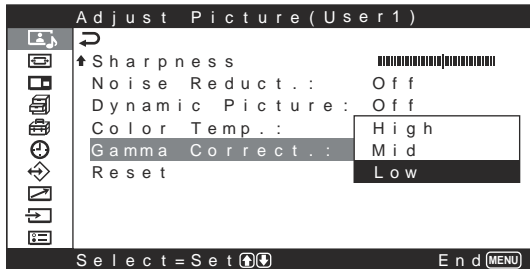 Adjust Picture(User1)
Sharpness
Noise Reduct.: Off
Dynamic Picture: Off
Color Temp.: High
Gamma Correct.: Mid
Reset Low
Select=Set End MENU